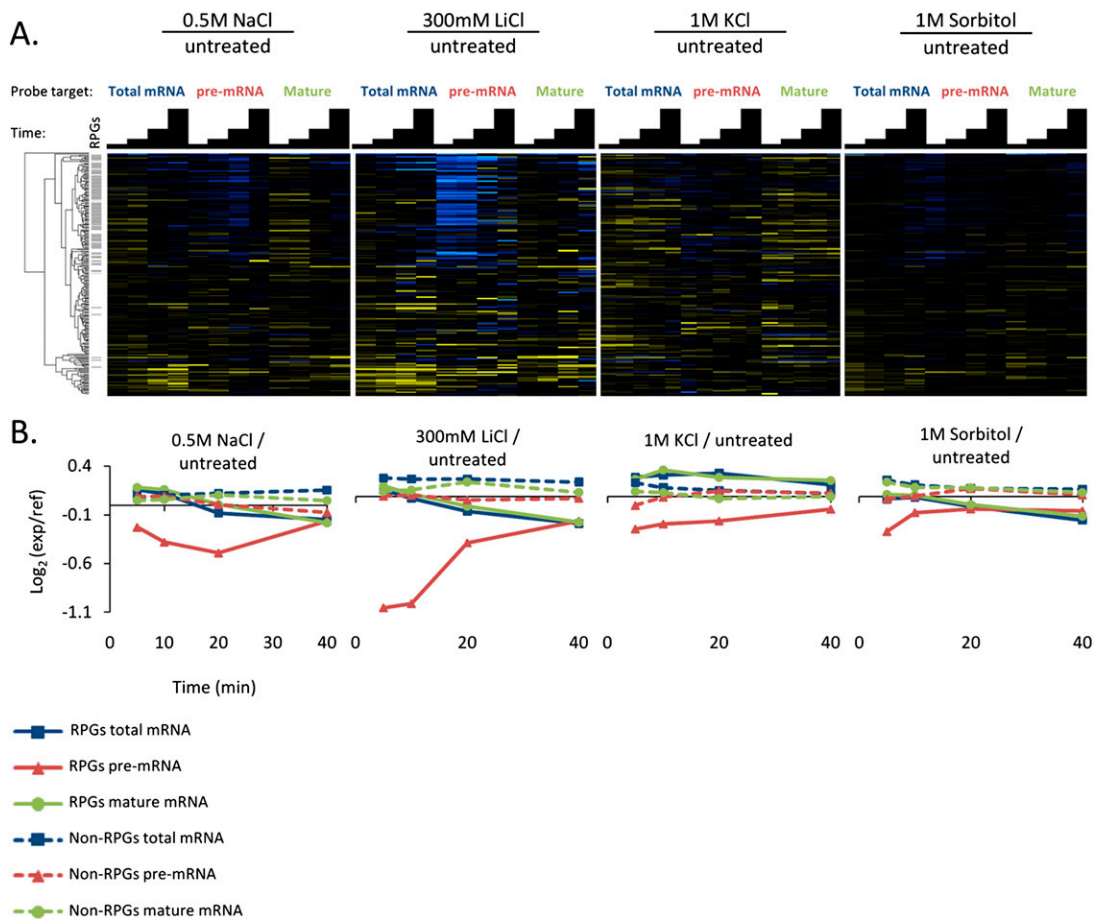 A.
0.5M NaCl
untreated
300mM LiCl
untreated
1M KCl
untreated
1M Sorbitol
untreated
Probe target: Total mRNA pre-mRNA Mature Total mRNA pre-mRNA Mature Total mRNA pre-mRNA Mature Total mRNA pre-mRNA Mature
Time:
RPGs
B.
0.5M NaCl /
untreated
300mM LiCl /
untreated
1M KCl / untreated
1M Sorbitol /
untreated
Log2 (exp/ref)
0.4
-0.1
-0.6
-1.1
0 20 40 0 20 40 0 20 40 0 20 40
Time (min)
RPGs total mRNA
RPGs pre-mRNA
RPGs mature mRNA
Non-RPGs total mRNA
Non-RPGs pre-mRNA
Non-RPGs mature mRNA